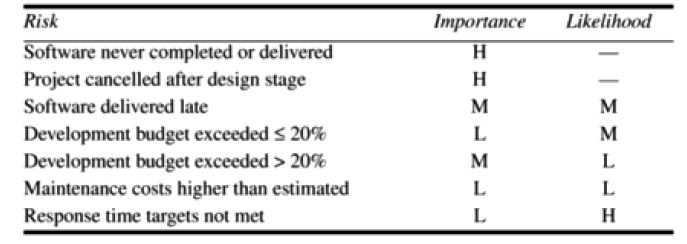 Risk Importance Likelihood
Software never completed or delivered H —
Project cancelled after design stage H —
Software delivered late M M
Development budget exceeded ≤ 20% L M
Development budget exceeded > 20% M L
Maintenance costs higher than estimated L L
Response time targets not met L H